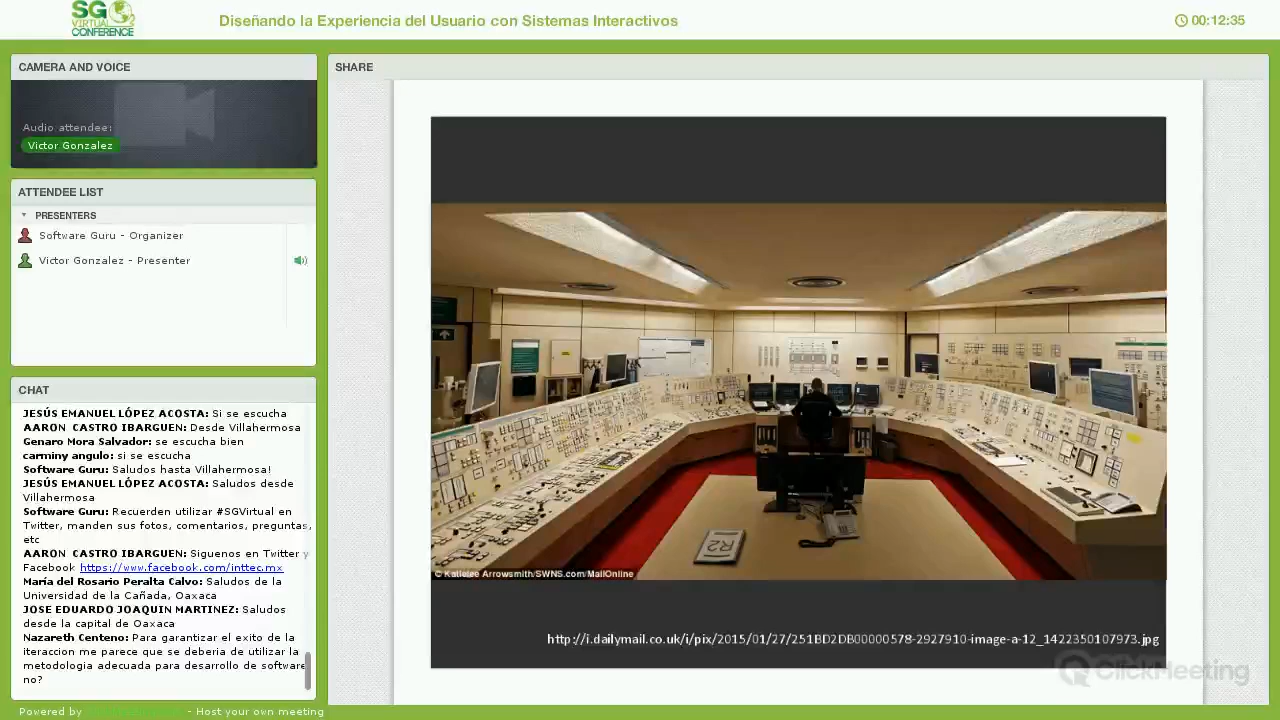 SG
VIRTUAL
CONFERENCE
Diseñando la Experiencia del Usuario con Sistemas Interactivos
00:12:35
CAMERA AND VOICE
Audio attendee:
Victor Gonzalez
ATTENDEE LIST
PRESENTERS
Software Guru - Organizer
Victor Gonzalez - Presenter
CHAT
JESÚS EMANUEL LÓPEZ ACOSTA: Si se escucha
AARON CASTRO IBARGUEN: Desde Villahermosa
Genaro Mora Salvador: se escucha bien
carminy angulo: si se escucha
Software Guru: Saludos hasta Villahermosa!
JESÚS EMANUEL LÓPEZ ACOSTA: Saludos desde
Villahermosa
Software Guru: Recuerden utilizar #SGVirtual en
Twitter, manden sus fotos, comentarios, preguntas,
etc
AARON CASTRO IBARGUEN: Siguenos en Twitter y
Facebook https://www.facebook.com/inttec.mx
María del Rosario Peralta Calvo: Saludos de la
Universidad de la Cañada, Oaxaca
JOSE EDUARDO JOAQUIN MARTINEZ: Saludos
desde la capital de Oaxaca
Nazareth Centeno: Para garantizar el exito de la
iteraccion me parece que se deberia de utilizar la
metodologia adecuada para desarrollo de software
no?
Powered by - Host your own meeting
SHARE
R2
© Katielee Arrowsmith/SWNS.com/MailOnline
http://i.dailymail.co.uk/i/pix/2015/01/27/251BD2DB00000578-2927910-image-a-12_1422350107973.jpg
ClickMeeting